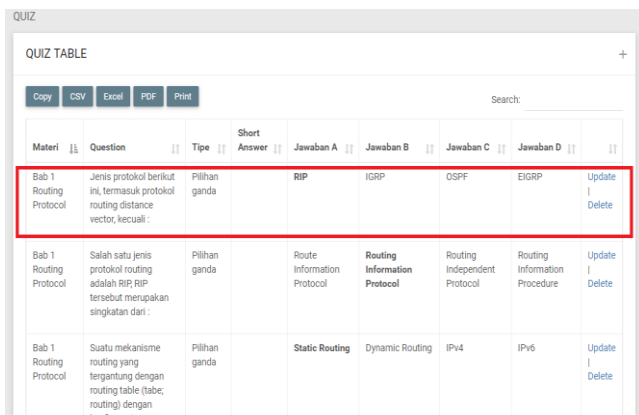 QUIZ
QUIZ TABLE
+
Copy CSV Excel PDF Print
Search:
Materi Question Tipe Short Answer Jawaban A Jawaban B Jawaban C Jawaban D
Bab 1 Routing Protocol
Jenis protokol berikut ini, termasuk protokol routing distance vector, kecuali :
Pilihan ganda
RIP
IGRP
OSPF
EIGRP
Update | Delete
Bab 1 Routing Protocol
Salah satu jenis protokol routing adalah RIP, RIP tersebut merupakan singkatan dari :
Pilihan ganda
Route Information Protocol
Routing Information Protocol
Routing Independent Protocol
Routing Information Procedure
Update | Delete
Bab 1 Routing Protocol
Suatu mekanisme routing yang tergantung dengan routing table (tabe; routing) dengan
Pilihan ganda
Static Routing
Dynamic Routing
IPv4
IPv6
Update | Delete